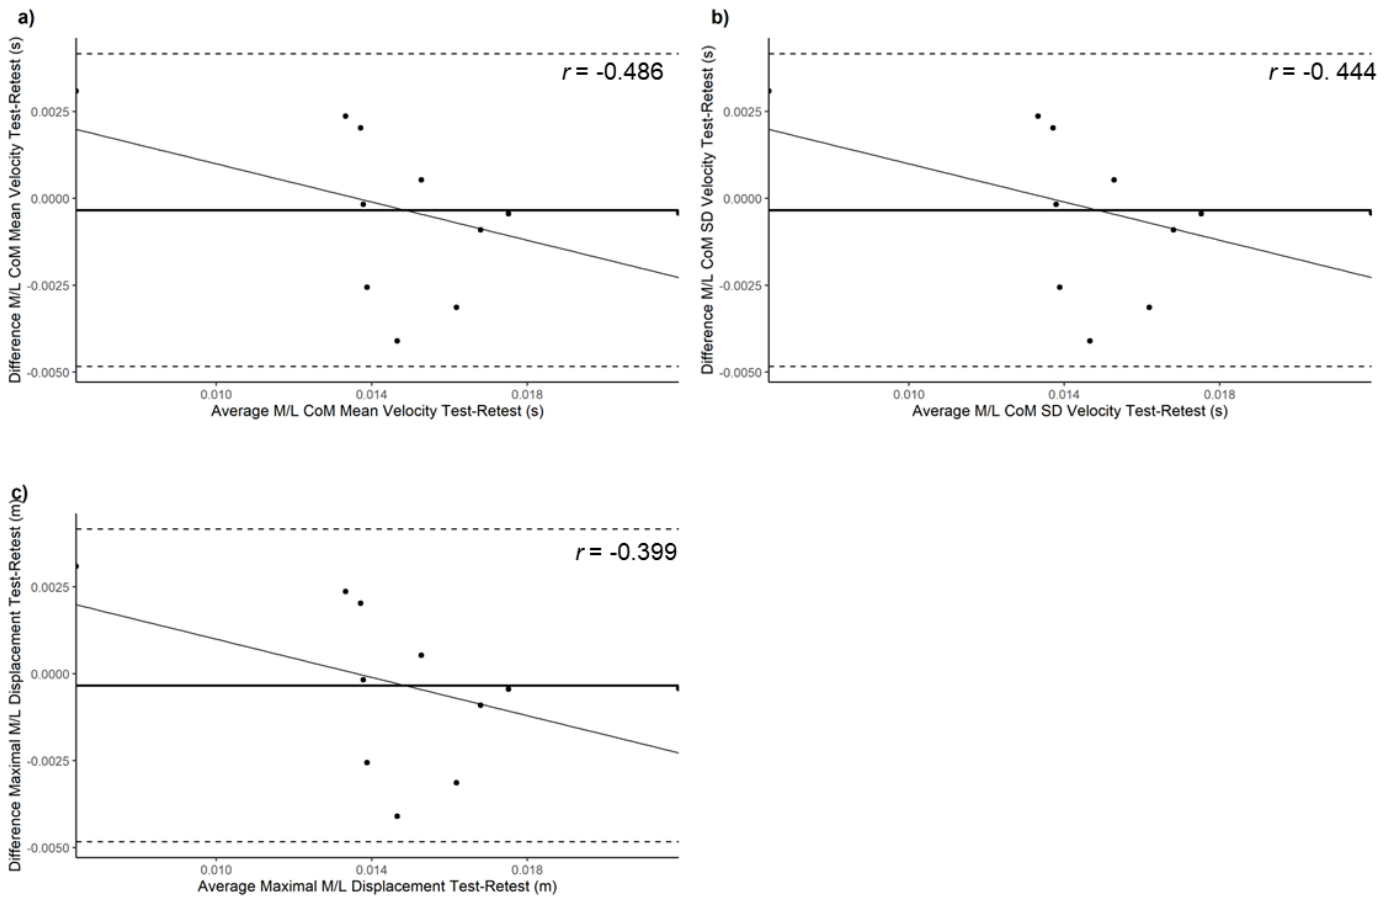 a)
Difference M/L CoM Mean Velocity Test-Retest (s)
r = -0.486
0.0025
0.0000
-0.0025
-0.0050
0.010
0.014
0.018
Average M/L CoM Mean Velocity Test-Retest (s)
b)
Difference M/L CoM SD Velocity Test-Retest (s)
r = -0. 444
0.0025
0.0000
-0.0025
-0.0050
0.010
0.014
0.018
Average M/L CoM SD Velocity Test-Retest (s)
c)
Difference Maximal M/L Displacement Test-Retest (m)
r = -0.399
0.0025
0.0000
-0.0025
-0.0050
0.010
0.014
0.018
Average Maximal M/L Displacement Test-Retest (m)